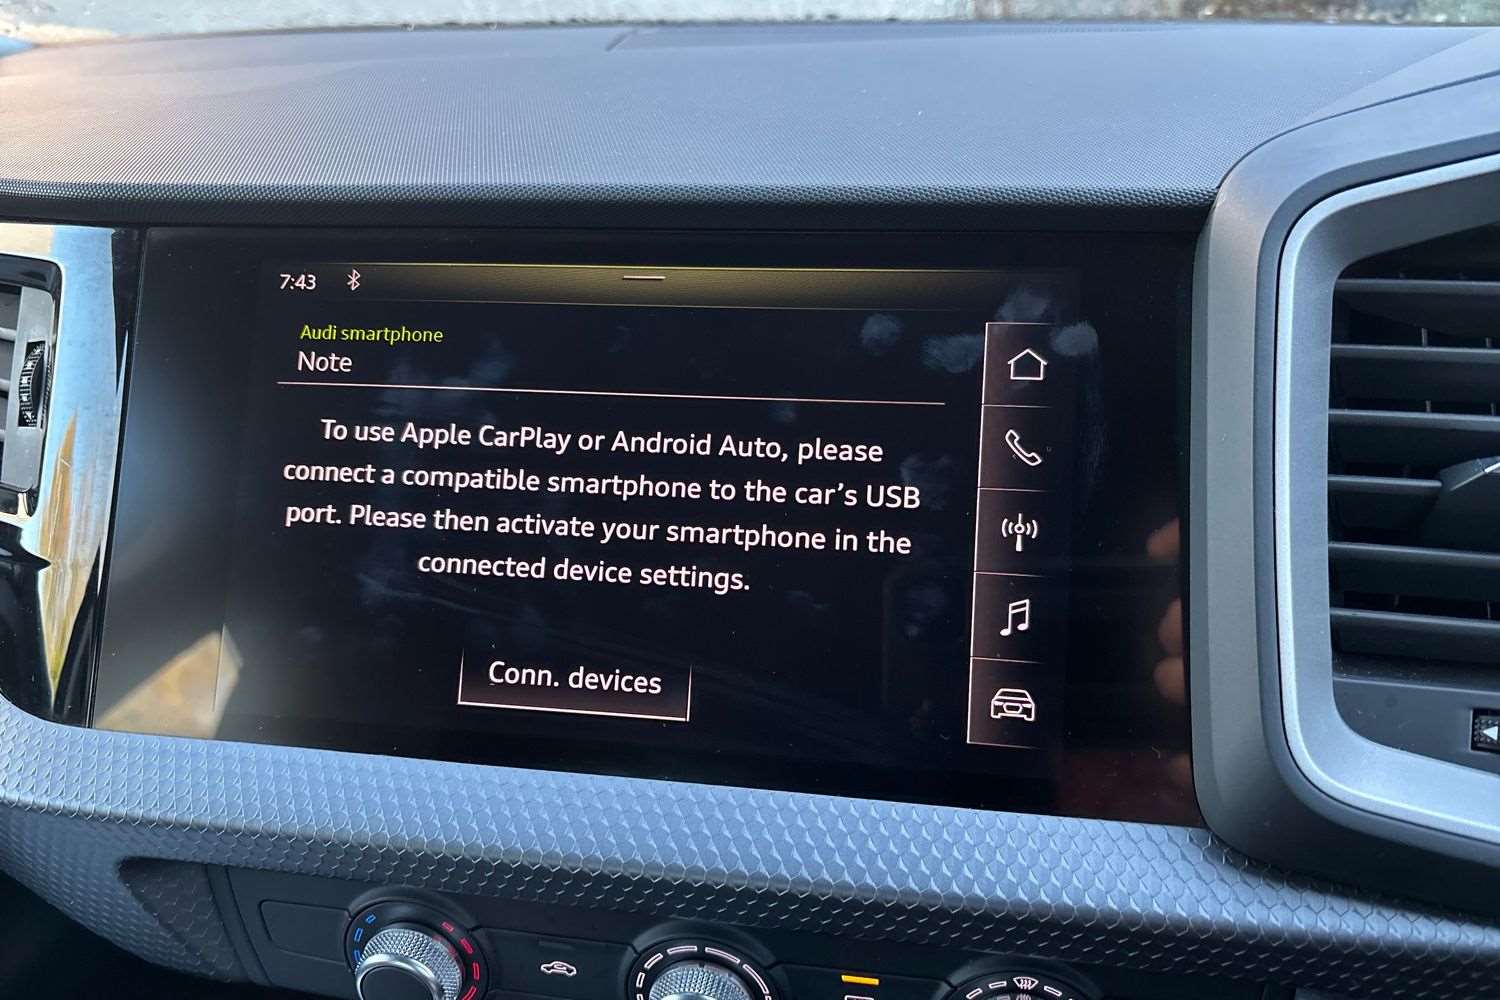 7:43
Audi smartphone
Note
To use Apple CarPlay or Android Auto, please
connect a compatible smartphone to the car’s USB
port. Please then activate your smartphone in the
connected device settings.
Conn. devices